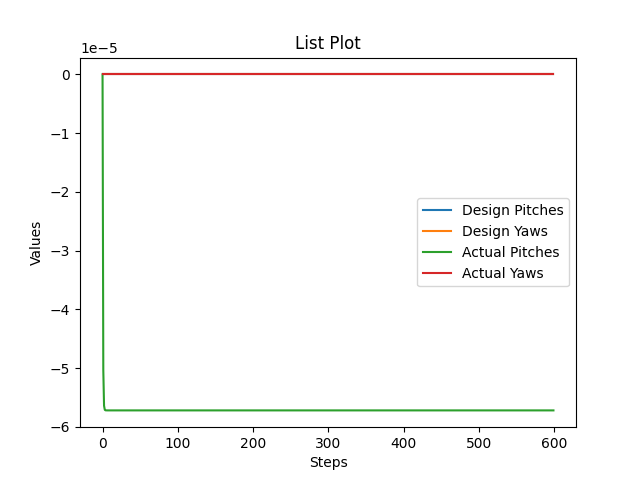 List Plot
1e−5
0
−1
−2
−3
−4
−5
−6
Values
Design Pitches
Design Yaws
Actual Pitches
Actual Yaws
0 100 200 300 400 500 600
Steps